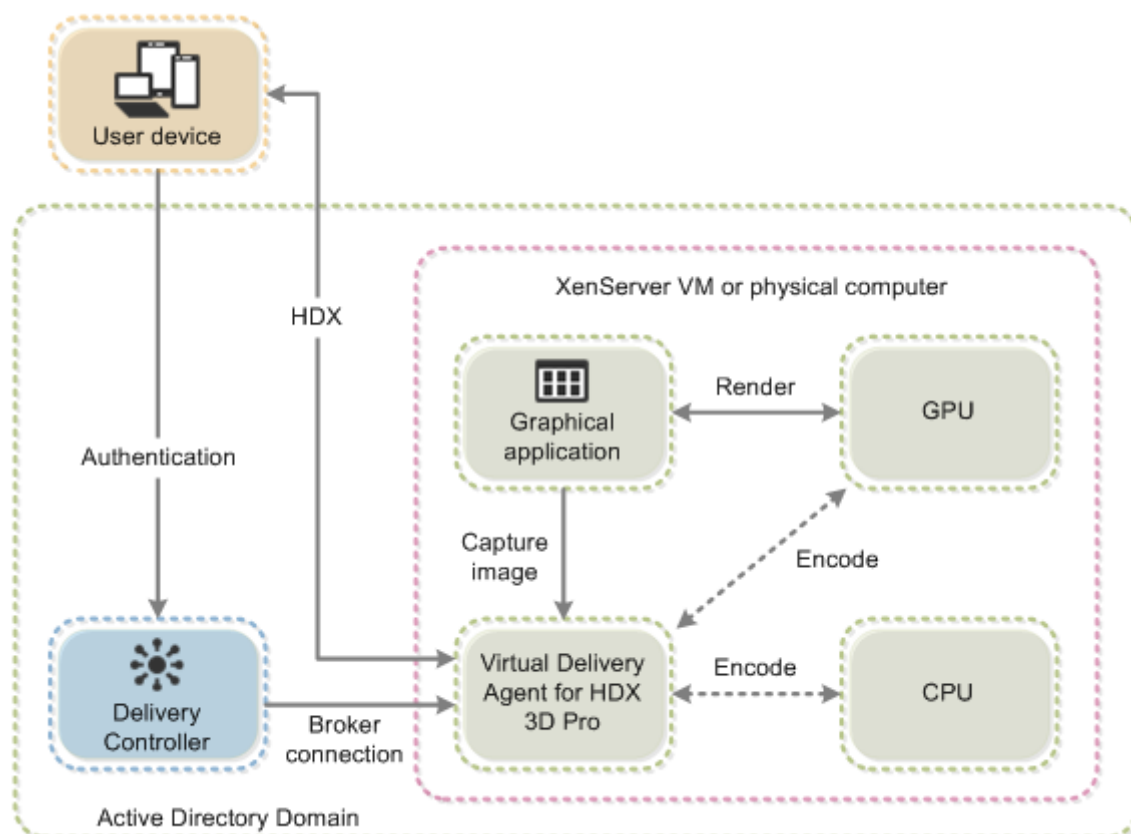 User device
XenServer VM or physical computer
HDX
Graphical
application
Render
GPU
Authentication
Capture
image
Encode
Delivery
Controller
Broker
connection
Virtual Delivery
Agent for HDX
3D Pro
Encode
CPU
Active Directory Domain